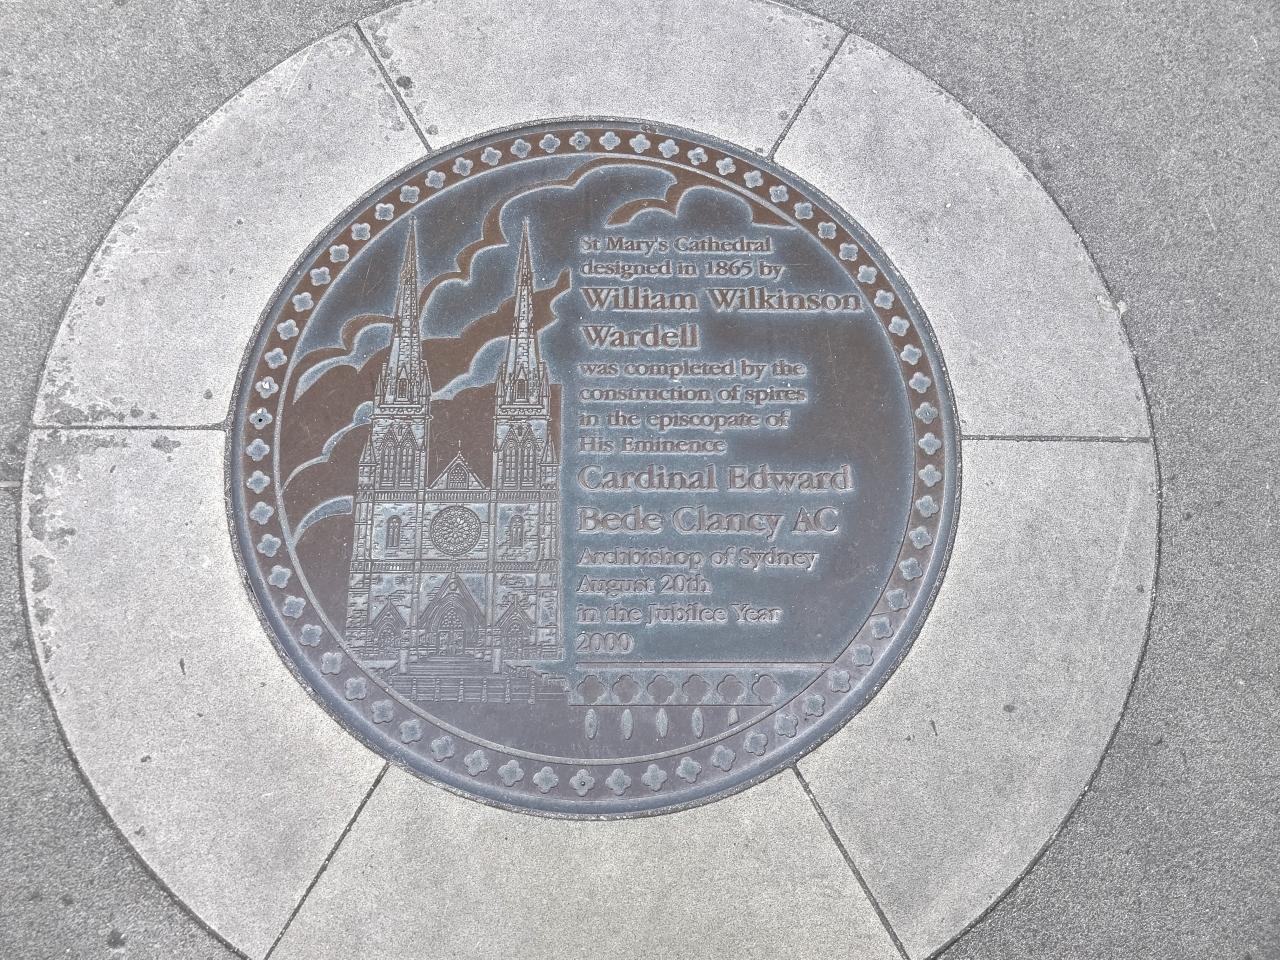 St Mary's Cathedral
designed in 1865 by
William Wilkinson
Wardell
was completed by the
construction of spires
in the episcopate of
His Eminence
Cardinal Edward
Bede Clancy AC
Archbishop of Sydney
August 20th
in the Jubilee Year
2000